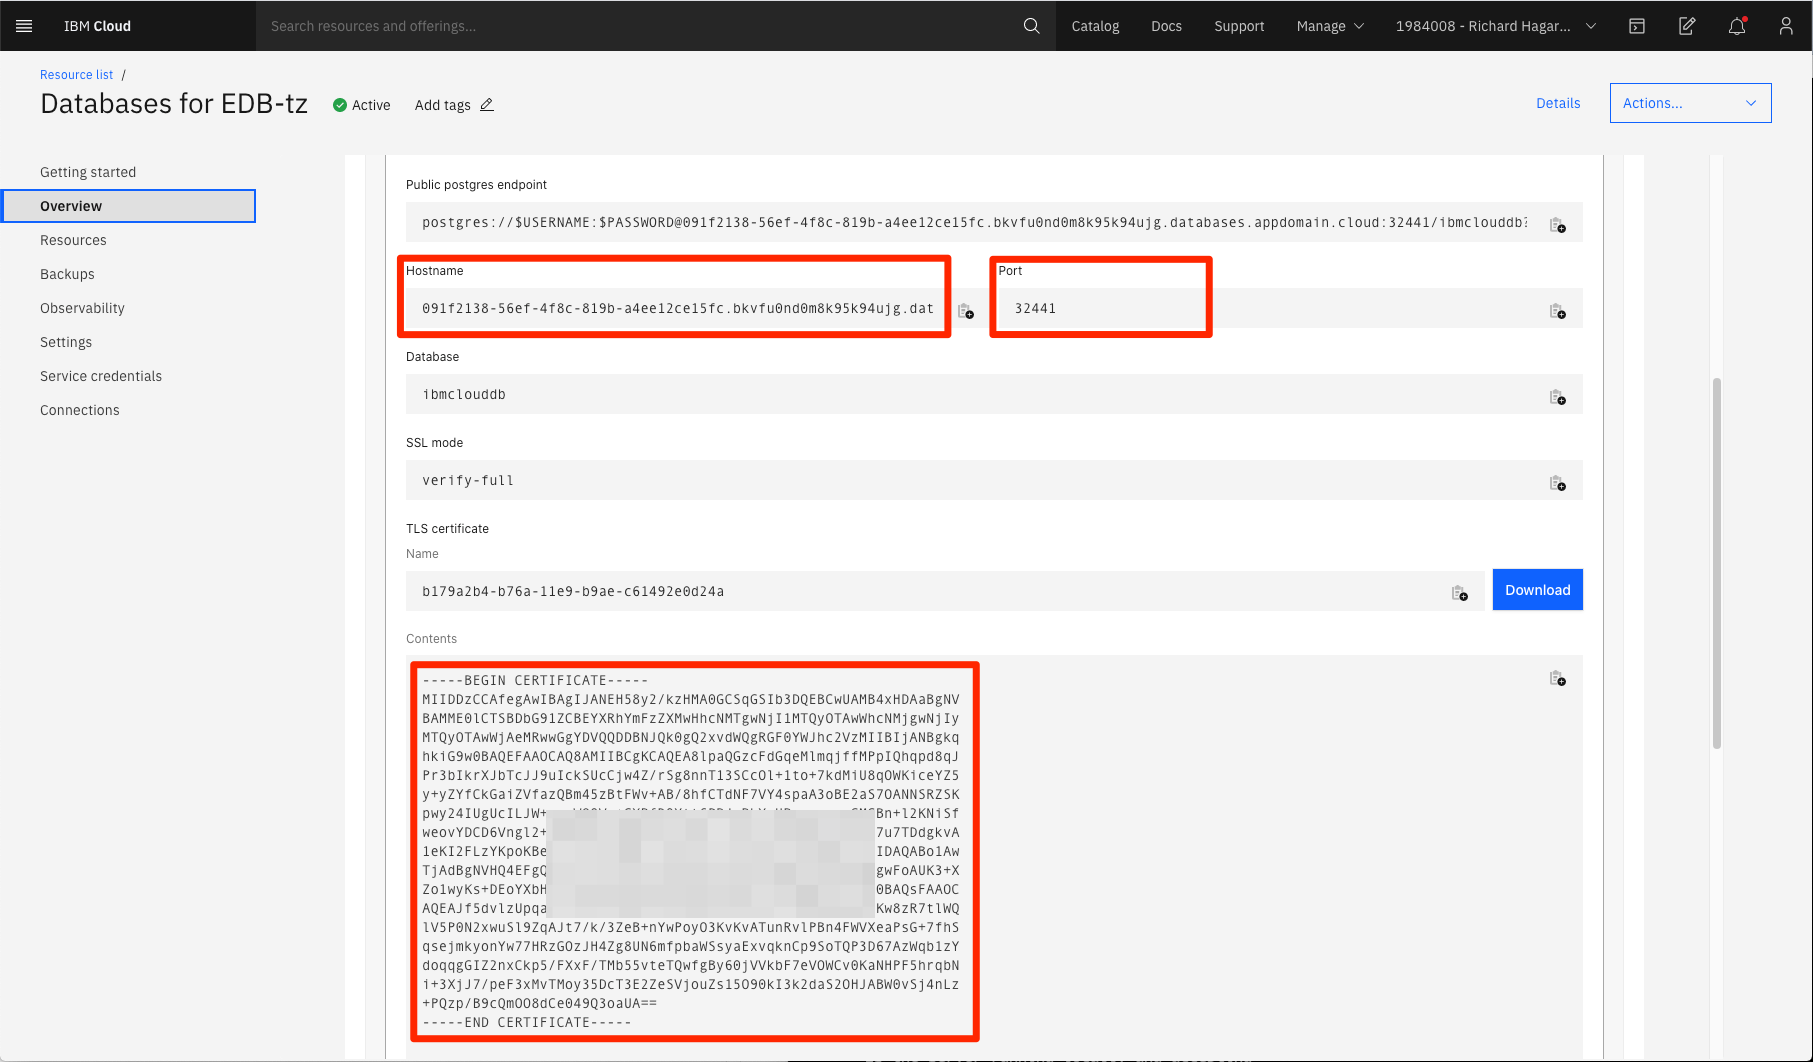 IBM Cloud
Search resources and offerings...
Catalog
Docs
Support
Manage
1984008 - Richard Hagar...
Resource list /
Databases for EDB-tz
Active
Add tags
Details
Actions...
Getting started
Overview
Resources
Backups
Observability
Settings
Service credentials
Connections
Public postgres endpoint
postgres://$USERNAME:$PASSWORD@091f2138-56ef-4f8c-819b-a4ee12ce15fc.bkvfu0nd0m8k95k94ujg.databases.appdomain.cloud:32441/ibmclouddb?
Hostname
091f2138-56ef-4f8c-819b-a4ee12ce15fc.bkvfu0nd0m8k95k94ujg.dat
Port
32441
Database
ibmclouddb
SSL mode
verify-full
TLS certificate
Name
b179a2b4-b76a-11e9-b9ae-c61492e0d24a
Download
Contents
-----BEGIN CERTIFICATE-----
MIIDDzCCAfegAwIBAgIJANEH58y2/kzHMA0GCSqGSIb3DQEBCwUAMB4xHDAaBgNV
BAMME0lCTSBDbG91ZCBEYXRhYmFzZXMwHhcNMTgwNjI1MTQyOTAwWhcNMjgwNjIy
MTQyOTAwWjAeMRwwGgYDVQQDDBNJQk0gQ2xvdWQgRGF0YWJhc2VzMIIBIjANBgkq
hkiG9w0BAQEFAAOCAQ8AMIIBCgKCAQEA8lpaQGzcFdGqeMlmqjffMPpIQhqpd8qJ
Pr3bIkrXJbTcJJ9uIckSUcCjw4Z/rSg8nnT13SCcOl+1to+7kdMiU8qOWKiceYZ5
y+yZYfCkGaiZVfazQBm45zBtFWv+AB/8hfCTdNF7VY4spaA3oBE2aS7OANNSRZSK
pwy24IUgUcILJW+ Bn+l2KNiSf
weovYDCD6Vngl2+ 7u7TDdgkvA
1eKI2FLzYKpoKBe IDAQABo1Aw
TjAdBgNVHQ4EFgQ gwFoAUK3+X
Zo1wyKs+DEoYXbH 0BAQsFAAOC
AQEAJf5dvlzUpqa Kw8zR7tlWQ
lV5P0N2xwuSl9ZqAJt7/k/3ZeB+nYwPoyO3KvKvATunRvlPBn4FWVXeaPsG+7fhS
qsejmkyonYw77HRzGOzJH4Zg8UN6mfpbaWSsyaExvqknCp9SoTQP3D67AzWqb1zY
doqqgGIZ2nxCkp5/FXxF/TMb55vteTQwfgBy60jVVkbF7eVOWCv0KaNHPF5hrqbN
i+3XjJ7/peF3xMvTMoy35DcT3E2ZeSVjouZs15O90kI3k2daS2OHJABW0vSj4nLz
+PQzp/B9cQmOO8dCe049Q3oaUA==
-----END CERTIFICATE-----